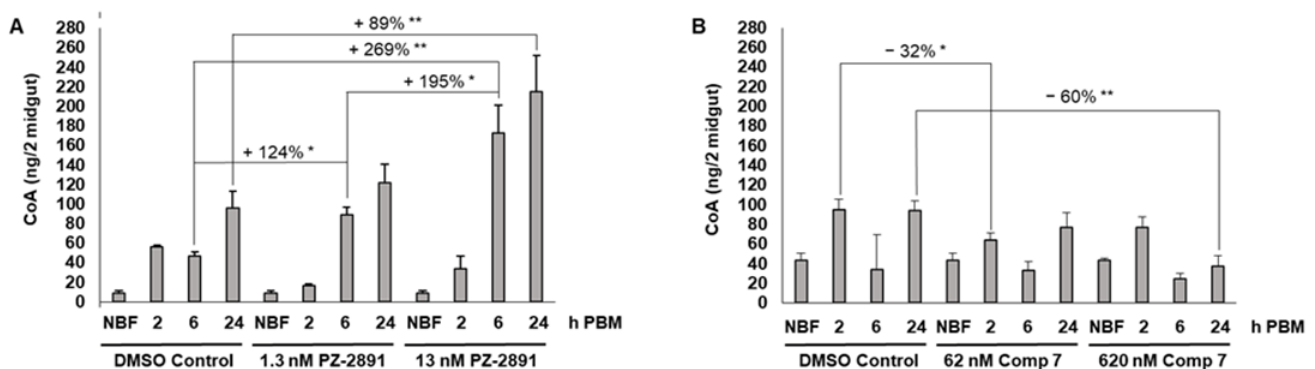 A
CoA (ng/2 midgut)
280
260
240
220
200
180
160
140
120
100
80
60
40
20
0
+ 89% **
+ 269% **
+ 195% *
+ 124% *
NBF 2 6 24 NBF 2 6 24 NBF 2 6 24 h PBM
DMSO Control 1.3 nM PZ-2891 13 nM PZ-2891
B
CoA (ng/2 midgut)
280
260
240
220
200
180
160
140
120
100
80
60
40
20
0
− 32% *
− 60% **
NBF 2 6 24 NBF 2 6 24 NBF 2 6 24 h PBM
DMSO Control 62 nM Comp 7 620 nM Comp 7